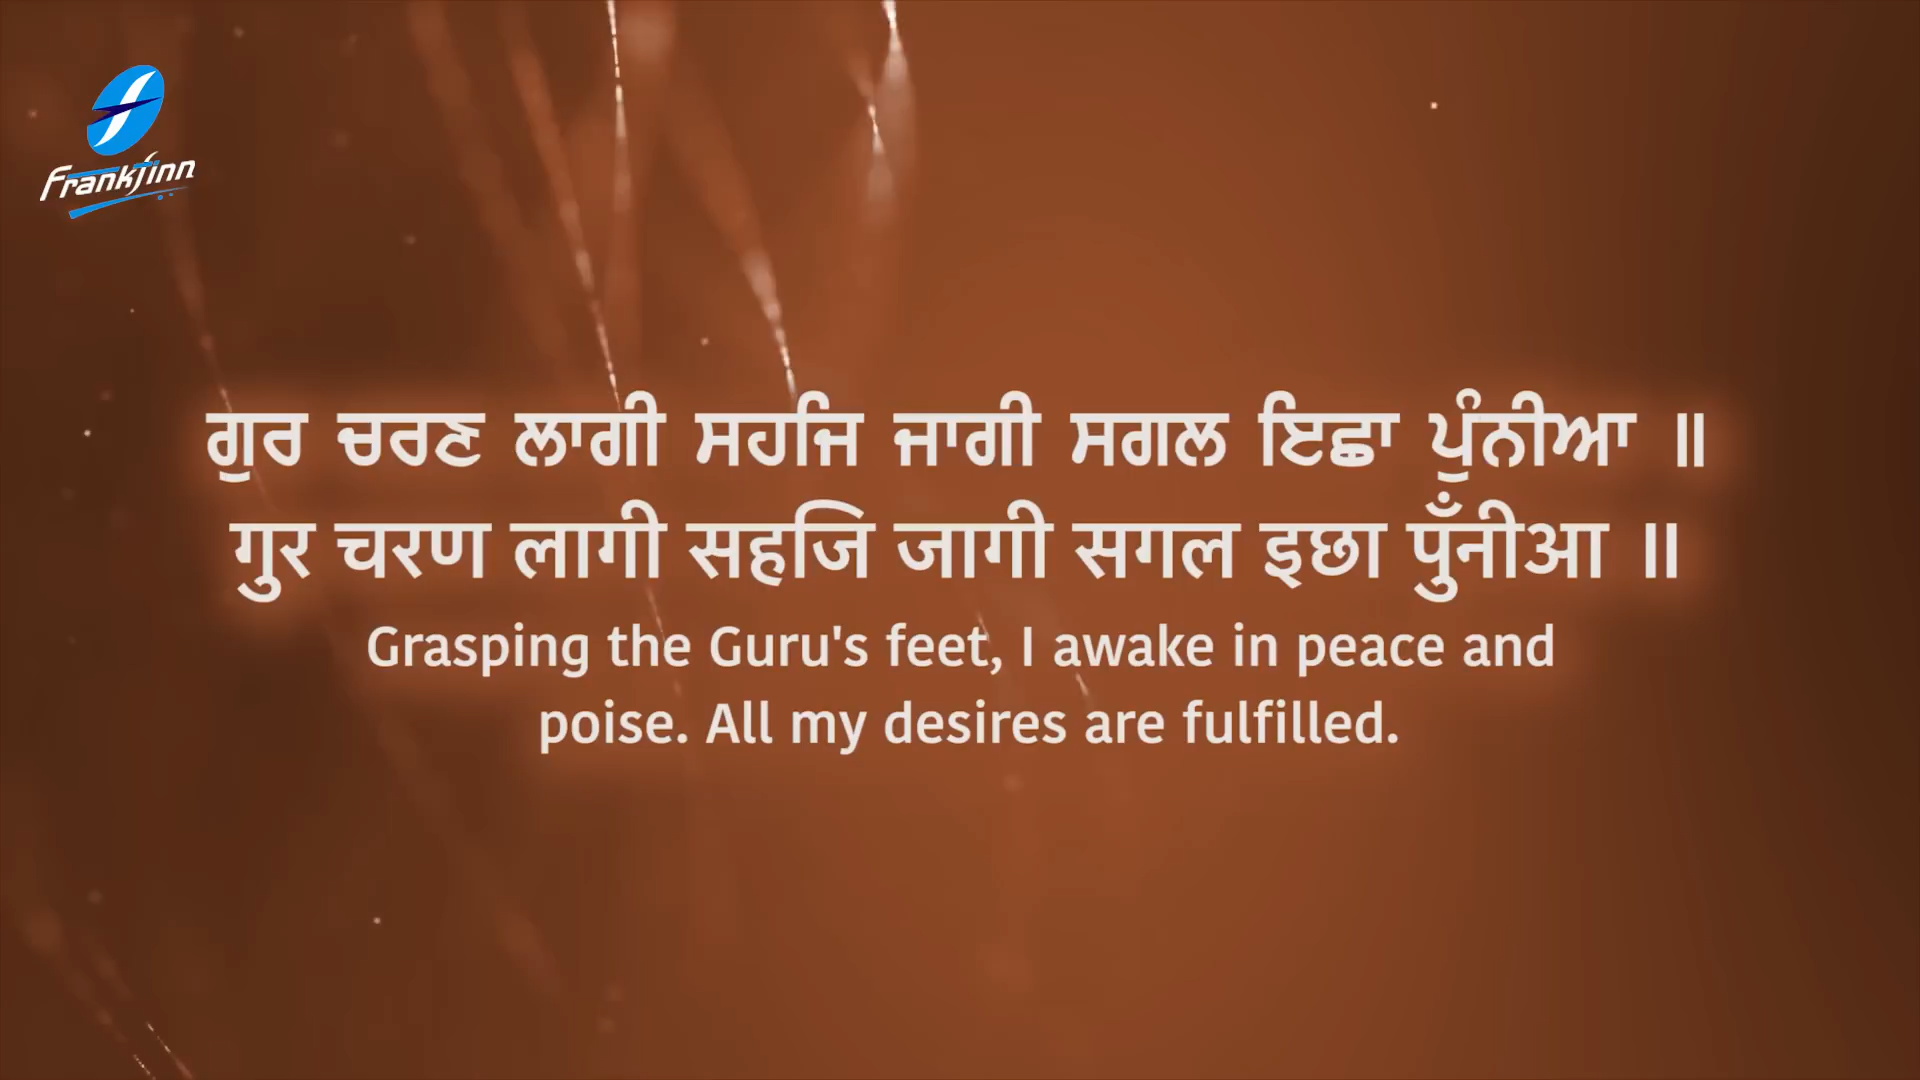 Frankfinn
ਗੁਰ ਚਰਣ ਲਾਗੀ ਸਹਜਿ ਜਾਗੀ ਸਗਲ ਇਛਾ ਪੁੰਨੀਆ ॥
गुर चरण लागी सहजि जागी सगल इछा पुँनीआ ॥
Grasping the Guru's feet, I awake in peace and
poise. All my desires are fulfilled.